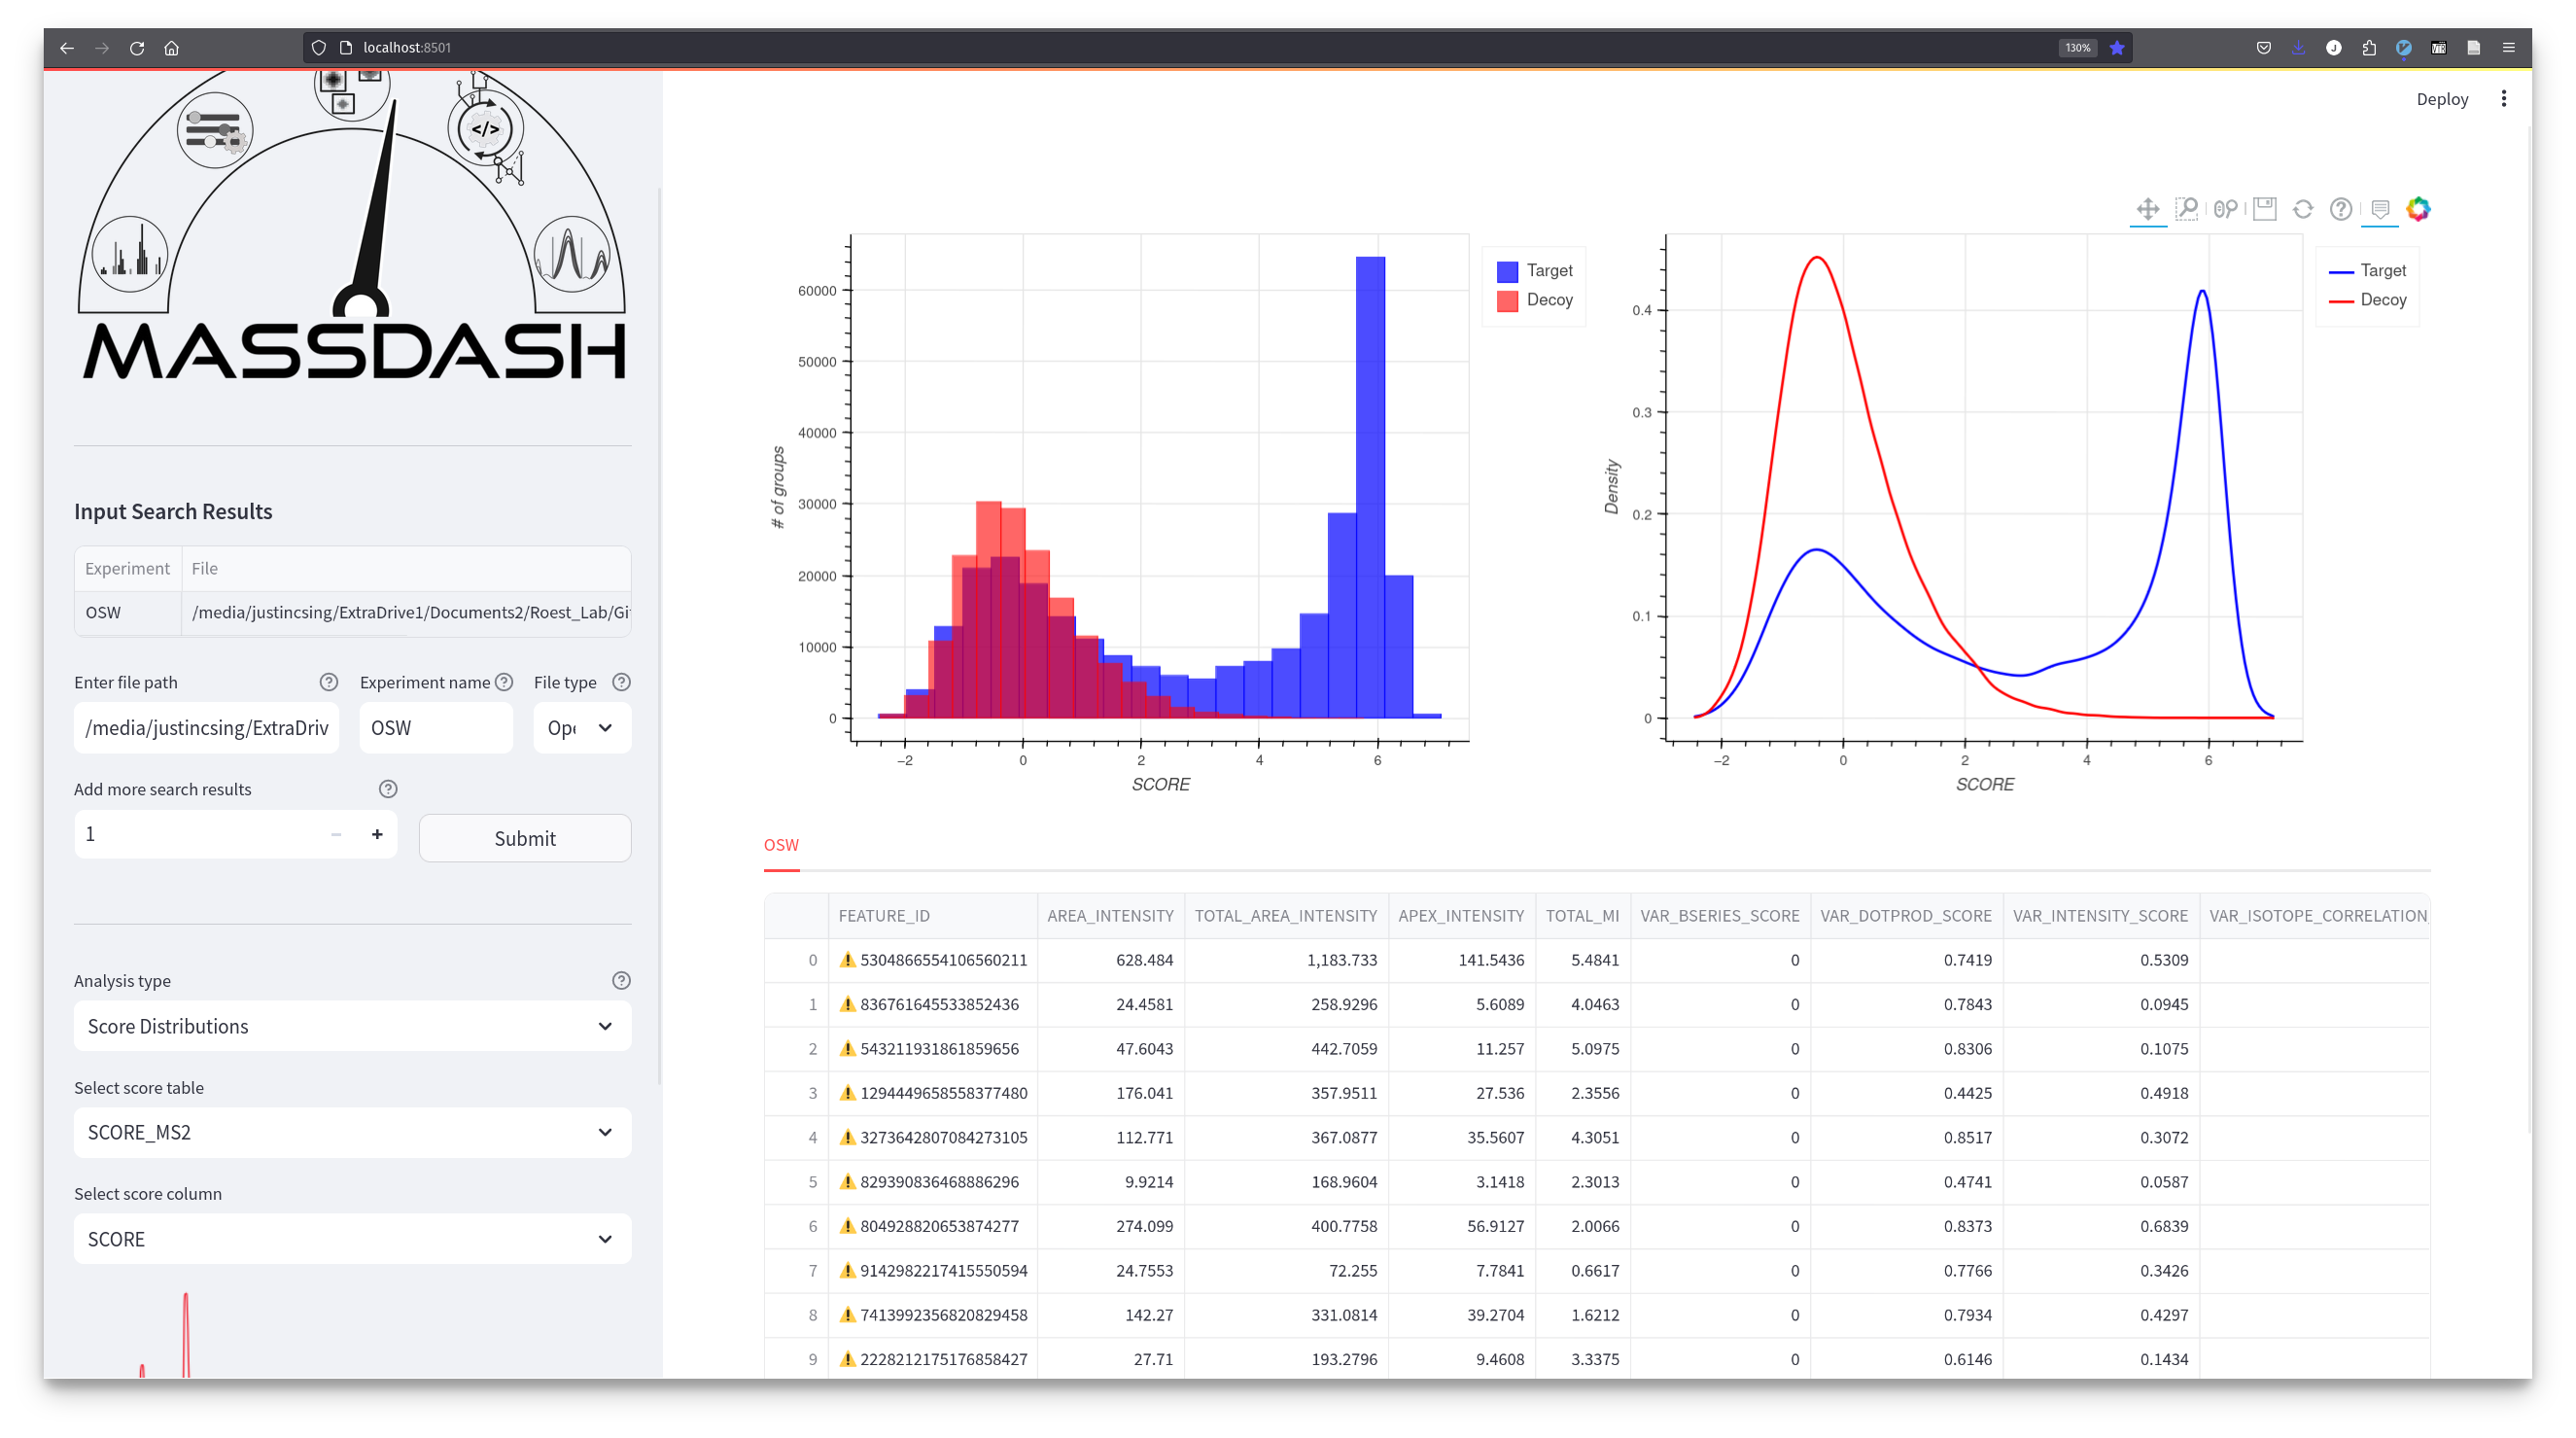 localhost:8501
130%
Deploy
</>
MASSDASH
Input Search Results
Experiment File
OSW /media/justincsing/ExtraDrive1/Documents2/Roest_Lab/Gi
Enter file path Experiment name File type
/media/justincsing/ExtraDriv OSW Ope
Add more search results
1 − + Submit
Analysis type
Score Distributions
Select score table
SCORE_MS2
Select score column
SCORE
# of groups
60000
50000
40000
30000
20000
10000
0
−2 0 2 4 6
SCORE
Target
Decoy
Density
0.4
0.3
0.2
0.1
0
−2 0 2 4 6
SCORE
Target
Decoy
OSW
FEATURE_ID AREA_INTENSITY TOTAL_AREA_INTENSITY APEX_INTENSITY TOTAL_MI VAR_BSERIES_SCORE VAR_DOTPROD_SCORE VAR_INTENSITY_SCORE VAR_ISOTOPE_CORRELATION_
0 5304866554106560211 628.484 1,183.733 141.5436 5.4841 0 0.7419 0.5309
1 836761645533852436 24.4581 258.9296 5.6089 4.0463 0 0.7843 0.0945
2 543211931861859656 47.6043 442.7059 11.257 5.0975 0 0.8306 0.1075
3 1294449658558377480 176.041 357.9511 27.536 2.3556 0 0.4425 0.4918
4 3273642807084273105 112.771 367.0877 35.5607 4.3051 0 0.8517 0.3072
5 829390836468886296 9.9214 168.9604 3.1418 2.3013 0 0.4741 0.0587
6 804928820653874277 274.099 400.7758 56.9127 2.0066 0 0.8373 0.6839
7 9142982217415550594 24.7553 72.255 7.7841 0.6617 0 0.7766 0.3426
8 7413992356820829458 142.27 331.0814 39.2704 1.6212 0 0.7934 0.4297
9 2228212175176858427 27.71 193.2796 9.4608 3.3375 0 0.6146 0.1434